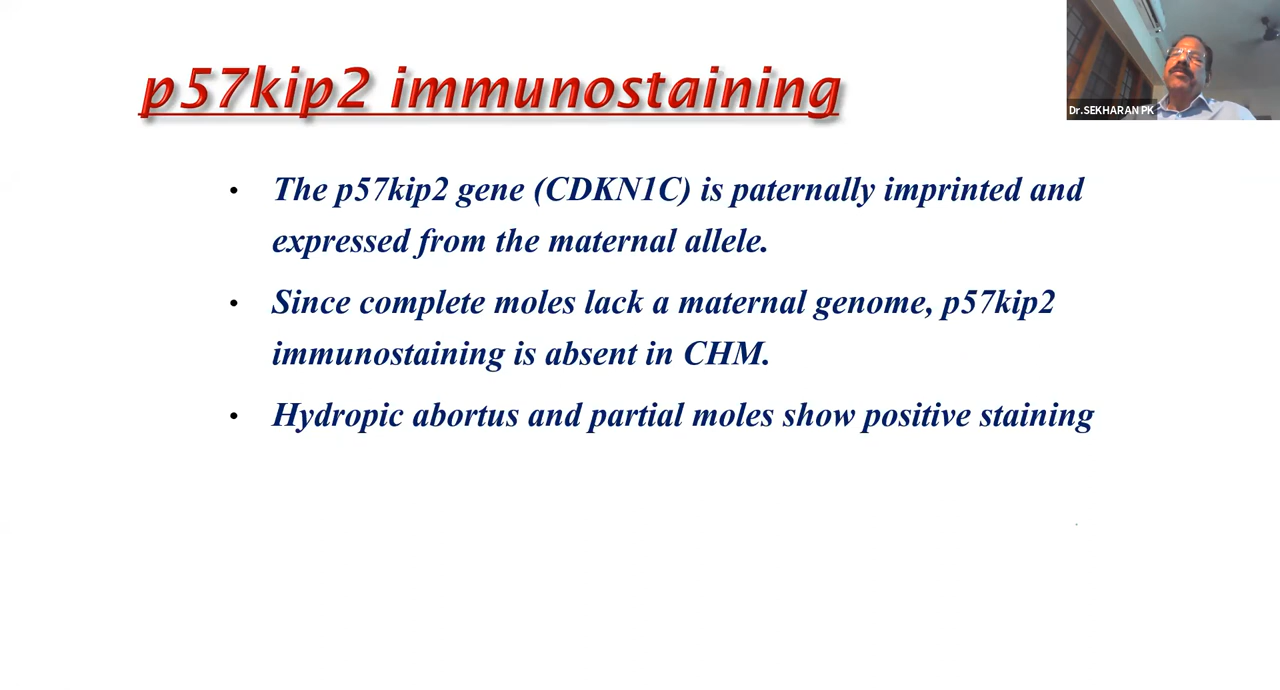 p57kip2 immunostaining
Dr.SEKHARAN PK
• The p57kip2 gene (CDKN1C) is paternally imprinted and
expressed from the maternal allele.
• Since complete moles lack a maternal genome, p57kip2
immunostaining is absent in CHM.
• Hydropic abortus and partial moles show positive staining